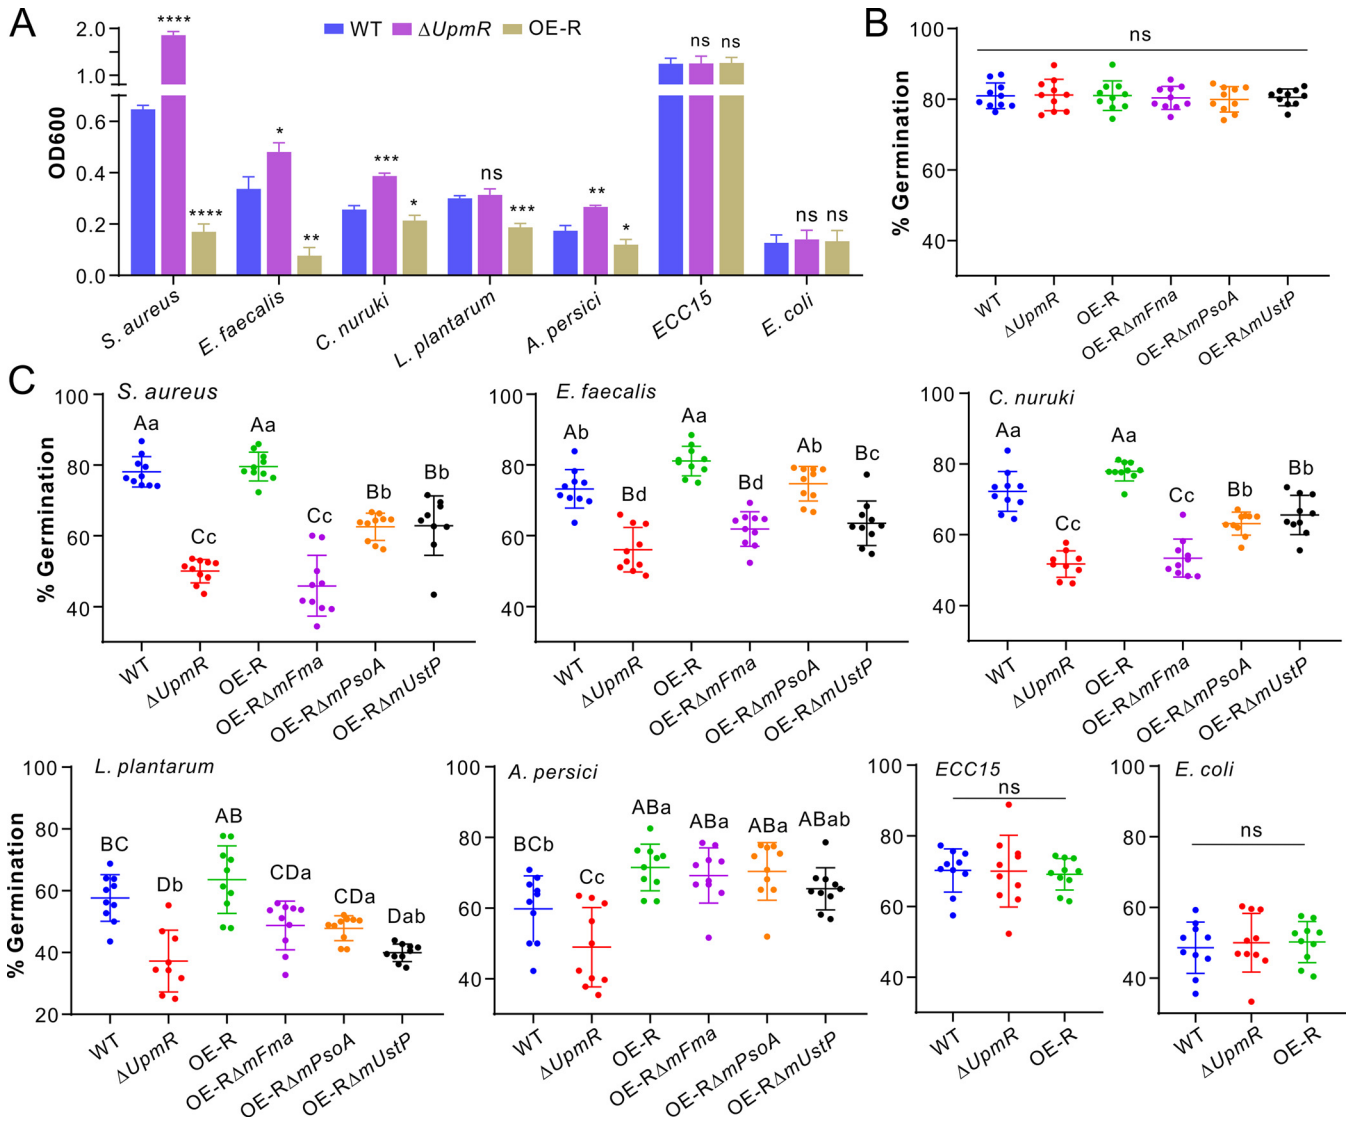 A
WT ΔUpmR OE-R
OD600
2.0
1.0
0.6
0.4
0.2
0.0
**** ****
* **
*** *
ns ***
** *
ns ns
ns ns
S. aureus
E. faecalis
C. nuruki
L. plantarum
A. persici
ECC15
E. coli
B
% Germination
100
80
60
40
ns
WT
ΔUpmR
OE-R
OE-RΔmFma
OE-RΔmPsoA
OE-RΔmUstP
C
S. aureus
% Germination
100
80
60
40
Aa Cc Aa Cc Bb Bb
WT
ΔUpmR
OE-R
OE-RΔmFma
OE-RΔmPsoA
OE-RΔmUstP
E. faecalis
100
80
60
40
Ab Bd Aa Bd Ab Bc
WT
ΔUpmR
OE-R
OE-RΔmFma
OE-RΔmPsoA
OE-RΔmUstP
C. nuruki
100
80
60
40
Aa Cc Aa Cc Bb Bb
WT
ΔUpmR
OE-R
OE-RΔmFma
OE-RΔmPsoA
OE-RΔmUstP
L. plantarum
% Germination
100
80
60
40
20
BC Db AB CDa CDa Dab
WT
ΔUpmR
OE-R
OE-RΔmFma
OE-RΔmPsoA
OE-RΔmUstP
A. persici
100
80
60
40
BCb Cc ABa ABa ABa ABab
WT
ΔUpmR
OE-R
OE-RΔmFma
OE-RΔmPsoA
OE-RΔmUstP
ECC15
100
80
60
40
ns
WT
ΔUpmR
OE-R
E. coli
100
80
60
40
ns
WT
ΔUpmR
OE-R